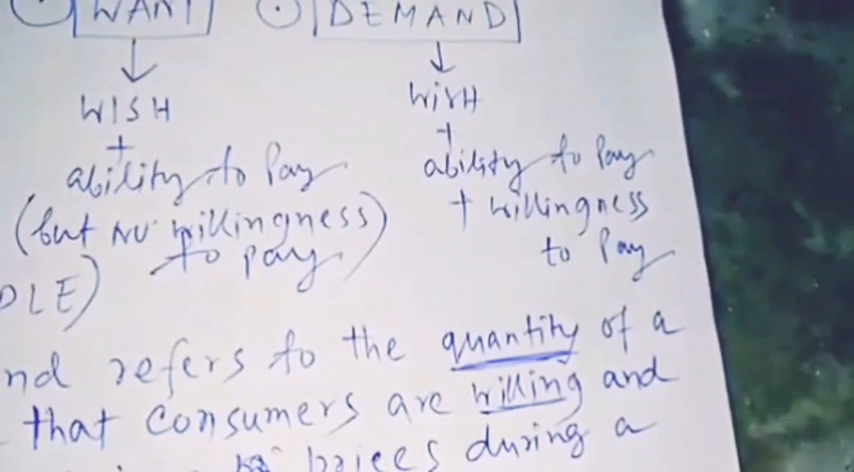 WANT DEMAND
WISH WISH
+ +
ability to Pay ability to Pay
(but NO willingness) + willingness
to pay to Pay
DLE)
nd refers to the quantity of a
that consumers are willing and
prices during a